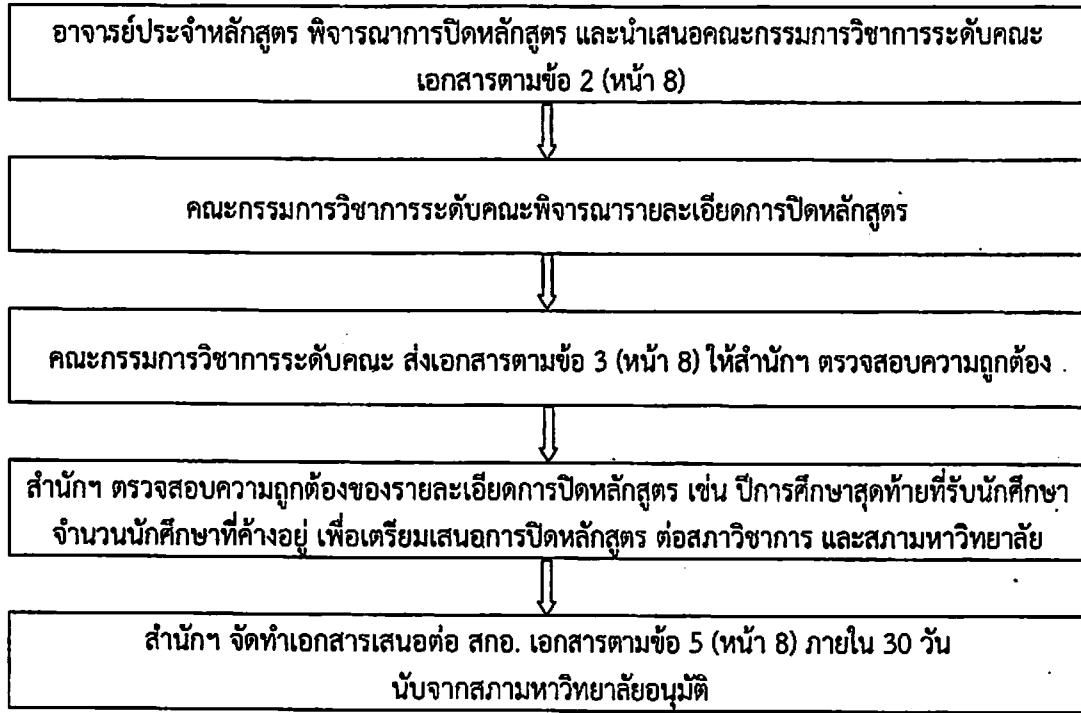 อาจารย์ประจำหลักสูตร พิจารณาการปิดหลักสูตร และนำเสนอคณะกรรมการวิชาการระดับคณะ
เอกสารตามข้อ 2 (หน้า 8)
คณะกรรมการวิชาการระดับคณะพิจารณารายละเอียดการปิดหลักสูตร
คณะกรรมการวิชาการระดับคณะ ส่งเอกสารตามข้อ 3 (หน้า 8) ให้สำนักฯ ตรวจสอบความถูกต้อง
สำนักฯ ตรวจสอบความถูกต้องของรายละเอียดการปิดหลักสูตร เช่น ปีการศึกษาสุดท้ายที่รับนักศึกษา
จำนวนนักศึกษาที่ค้างอยู่ เพื่อเตรียมเสนอการปิดหลักสูตร ต่อสภาวิชาการ และสภามหาวิทยาลัย
สำนักฯ จัดทำเอกสารเสนอต่อ สกอ. เอกสารตามข้อ 5 (หน้า 8) ภายใน 30 วัน
นับจากสภามหาวิทยาลัยอนุมัติ